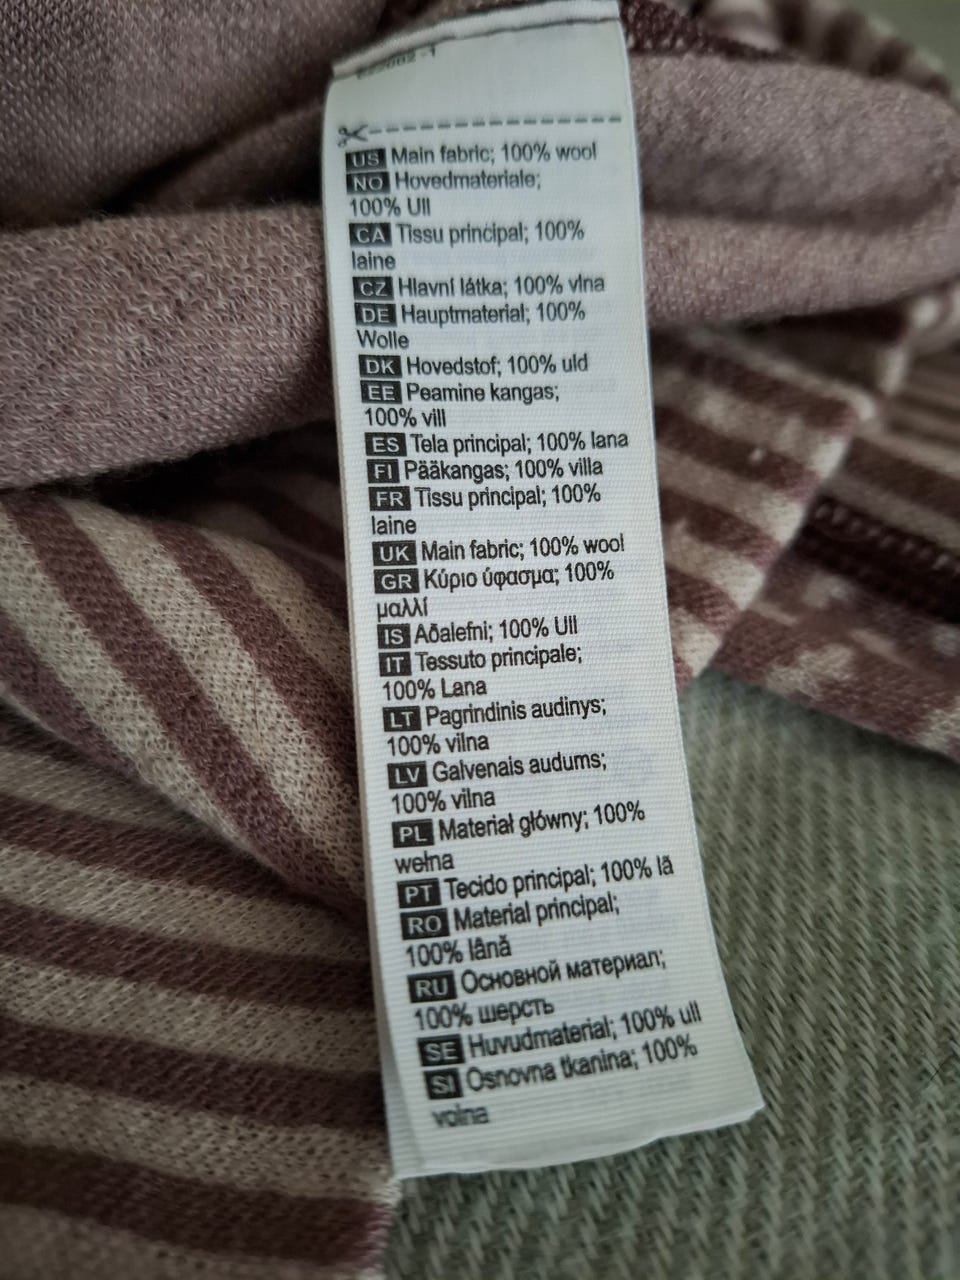 US Main fabric; 100% wool
NO Hovedmateriale;
100% Ull
CA Tissu principal; 100%
laine
CZ Hlavní látka; 100% vlna
DE Hauptmaterial; 100%
Wolle
DK Hovedstof; 100% uld
EE Peamine kangas;
100% vill
ES Tela principal; 100% lana
FI Pääkangas; 100% villa
FR Tissu principal; 100%
laine
UK Main fabric; 100% wool
GR Κύριο ύφασμα; 100%
μαλλί
IS Aðalefni; 100% Ull
IT Tessuto principale;
100% Lana
LT Pagrindinis audinys;
100% vilna
LV Galvenais audums;
100% vilna
PL Materiał główny; 100%
wełna
PT Tecido principal; 100% lã
RO Material principal;
100% lână
RU Основной материал;
100% шерсть
SE Huvudmaterial; 100% ull
SI Osnovna tkanina; 100%
volna